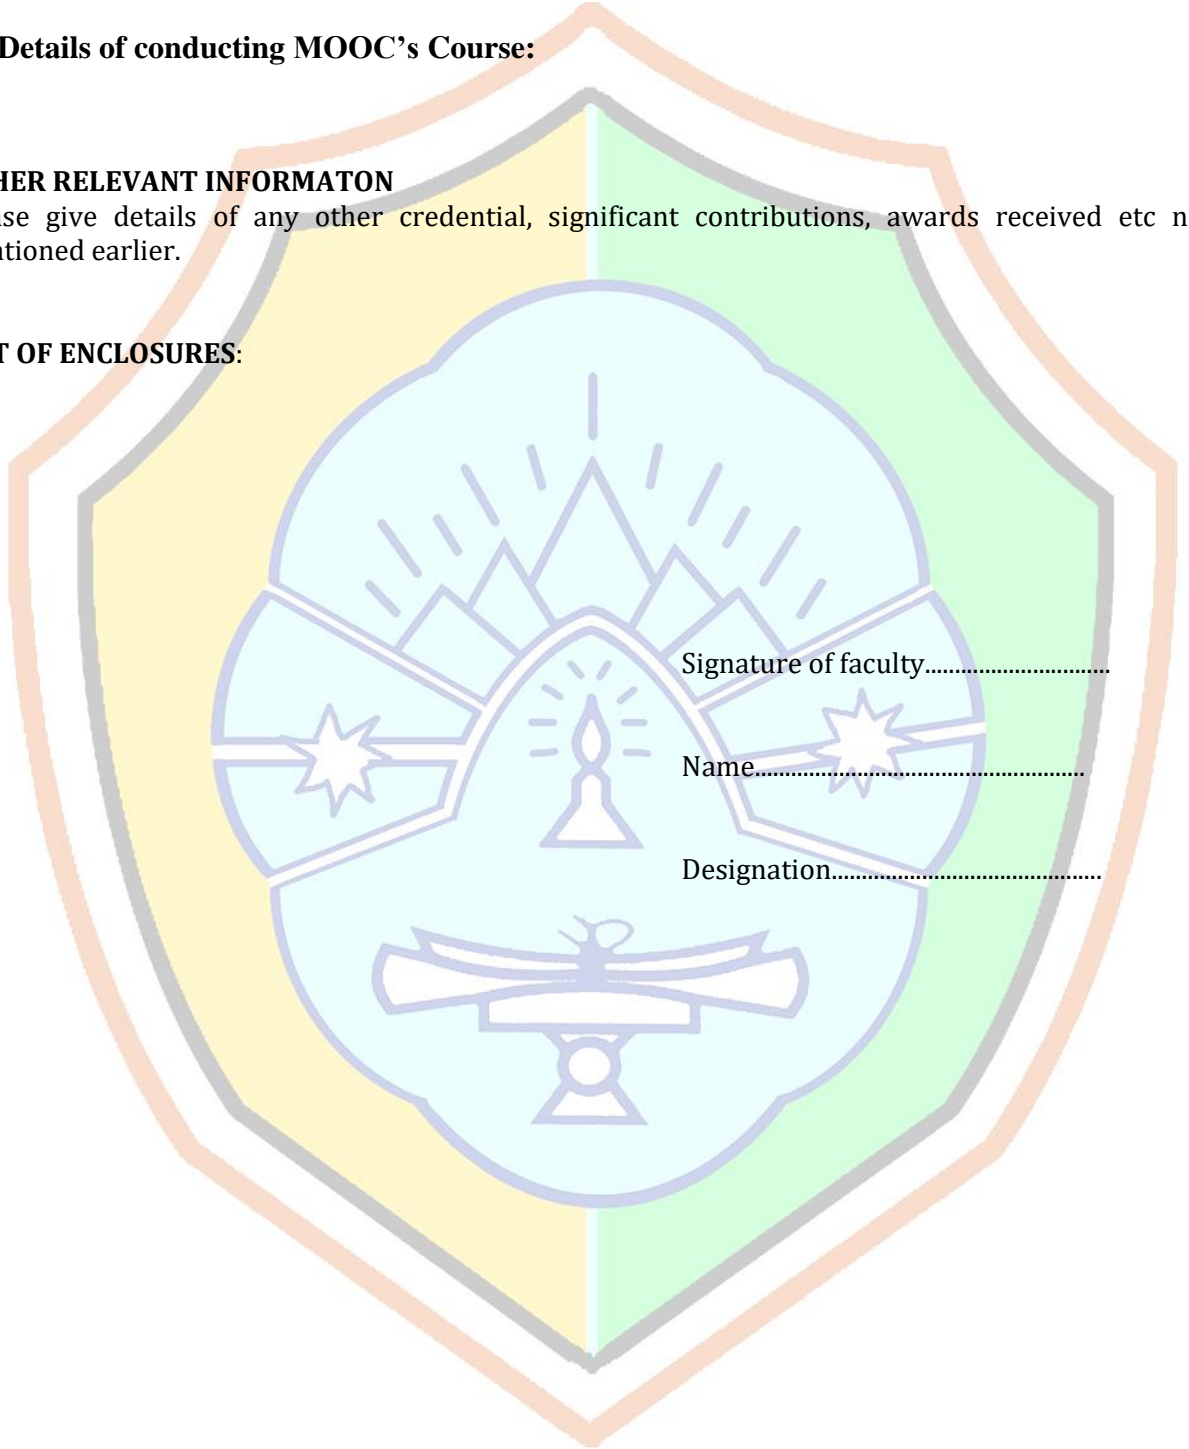 Details of conducting MOOC’s Course:
HER RELEVANT INFORMATON
ase give details of any other credential, significant contributions, awards received etc n
ntioned earlier.
T OF ENCLOSURES:
Signature of faculty...............................
Name.......................................................
Designation.............................................